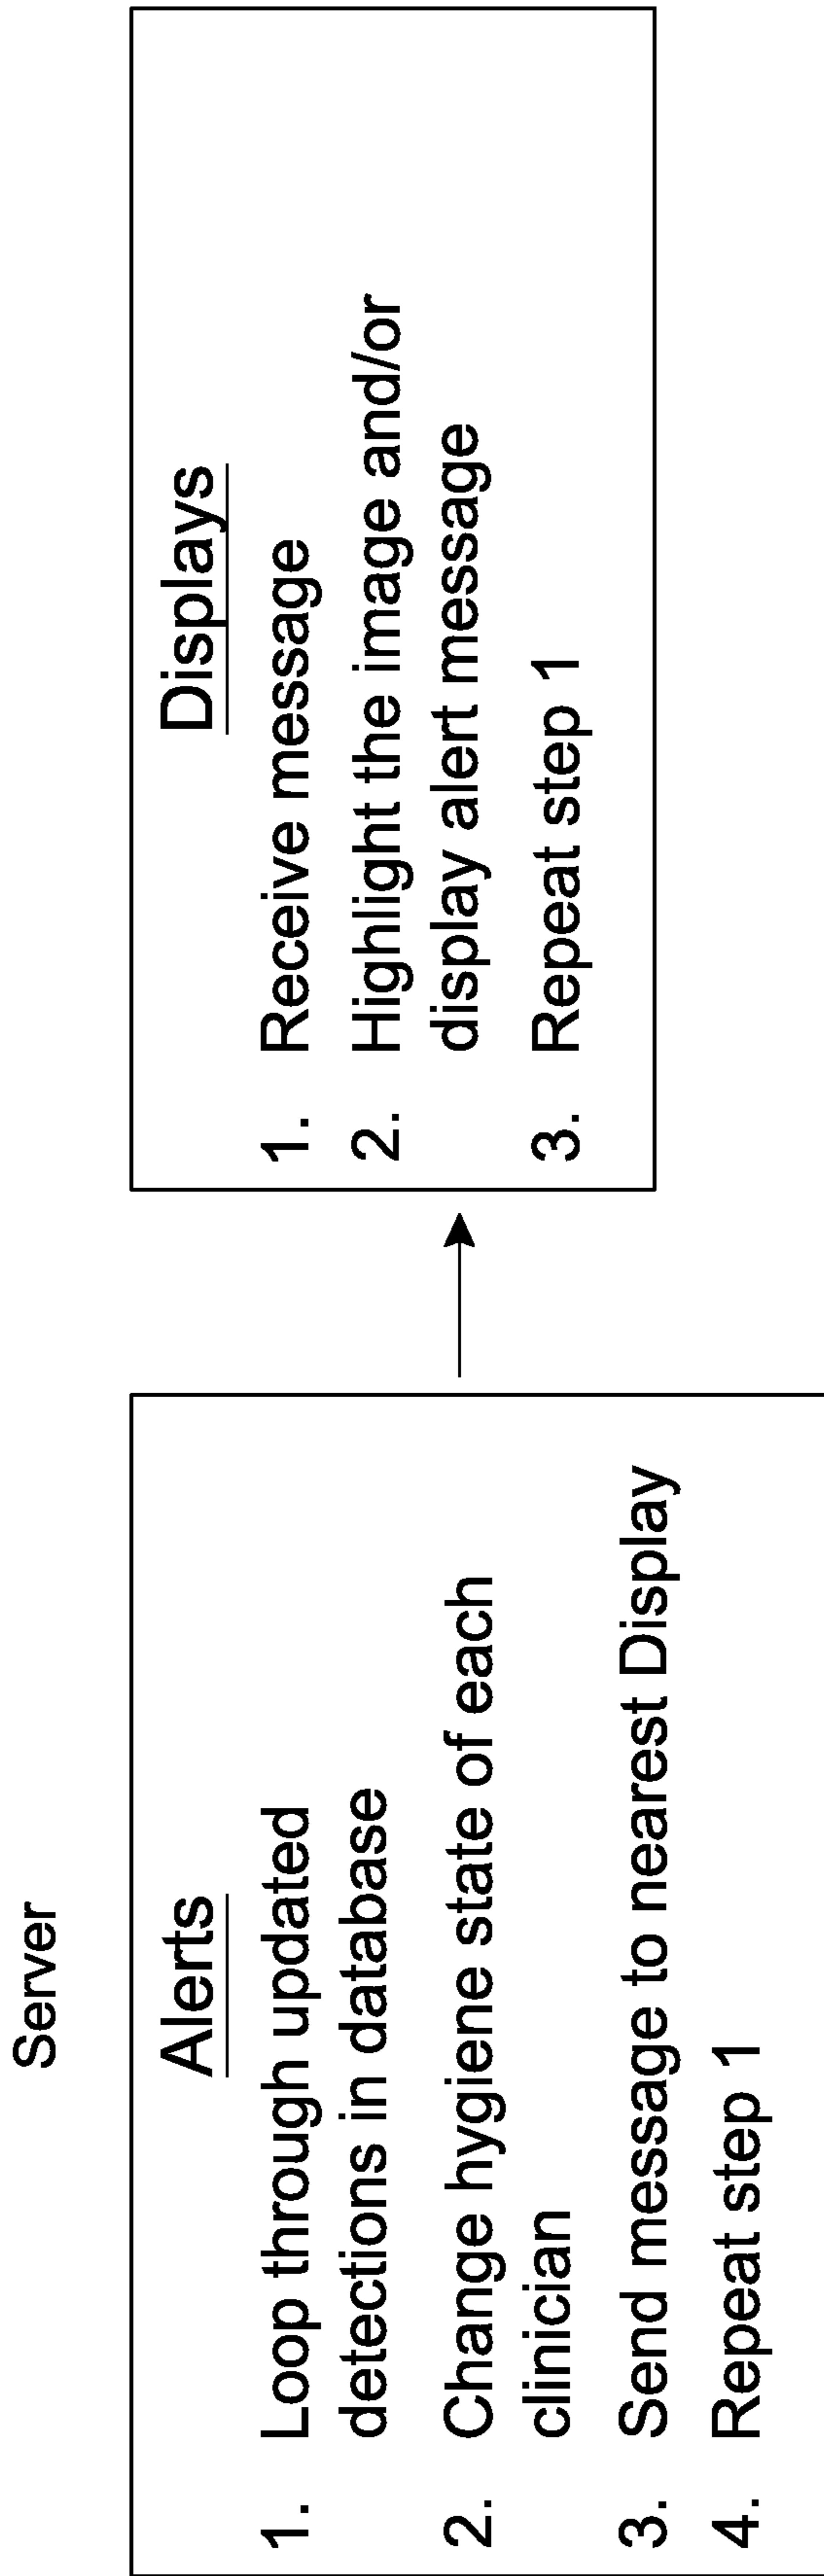 Server
Alerts
1. Loop through updated
detections in database
2. Change hygiene state of each
clinician
3. Send message to nearest Display
4. Repeat step 1
Displays
1. Receive message
2. Highlight the image and/or
display alert message
3. Repeat step 1